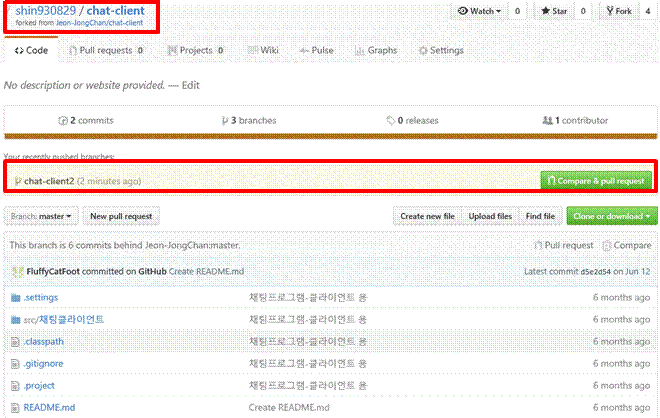 shin930829 / chat-client
forked from Jeon-JongChan/chat-client
Watch 0 Star 0 Fork 4
Code Pull requests 0 Projects 0 Wiki Pulse Graphs Settings
No description or website provided. — Edit
2 commits 3 branches 0 releases 1 contributor
Your recently pushed branches:
chat-client2 (2 minutes ago) Compare & pull request
Branch: master New pull request Create new file Upload files Find file Clone or download
This branch is 6 commits behind Jeon-JongChan:master. Pull request Compare
FluffyCatFoot committed on GitHub Create README.md Latest commit d5e2d54 on Jun 12
.settings 채팅프로그램-클라이언트 용 6 months ago
src/채팅클라이언트 채팅프로그램-클라이언트 용 6 months ago
.classpath 채팅프로그램-클라이언트 용 6 months ago
.gitignore 채팅프로그램-클라이언트 용 6 months ago
.project 채팅프로그램-클라이언트 용 6 months ago
README.md Create README.md 6 months ago